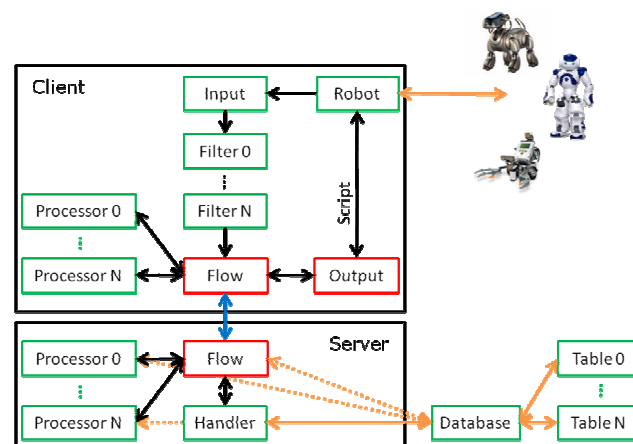 Client
Input
Robot
Filter 0
Script
Processor 0
Filter N
Processor N
Flow
Output
Server
Processor 0
Flow
Table 0
Processor N
Handler
Database
Table N